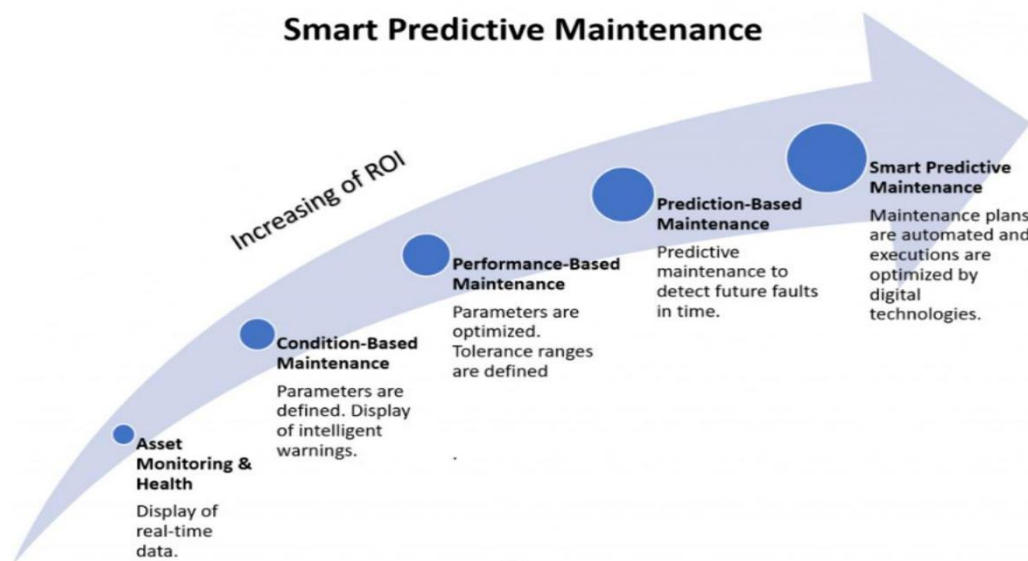 Smart Predictive Maintenance
Increasing of ROI
Asset
Monitoring &
Health
Display of
real-time
data.
Condition-Based
Maintenance
Parameters are
defined. Display
of intelligent
warnings.
Performance-Based
Maintenance
Parameters are
optimized.
Tolerance ranges
are defined
.
Prediction-Based
Maintenance
Predictive
maintenance to
detect future faults
in time.
Smart Predictive
Maintenance
Maintenance plans
are automated and
executions are
optimized by
digital
technologies.